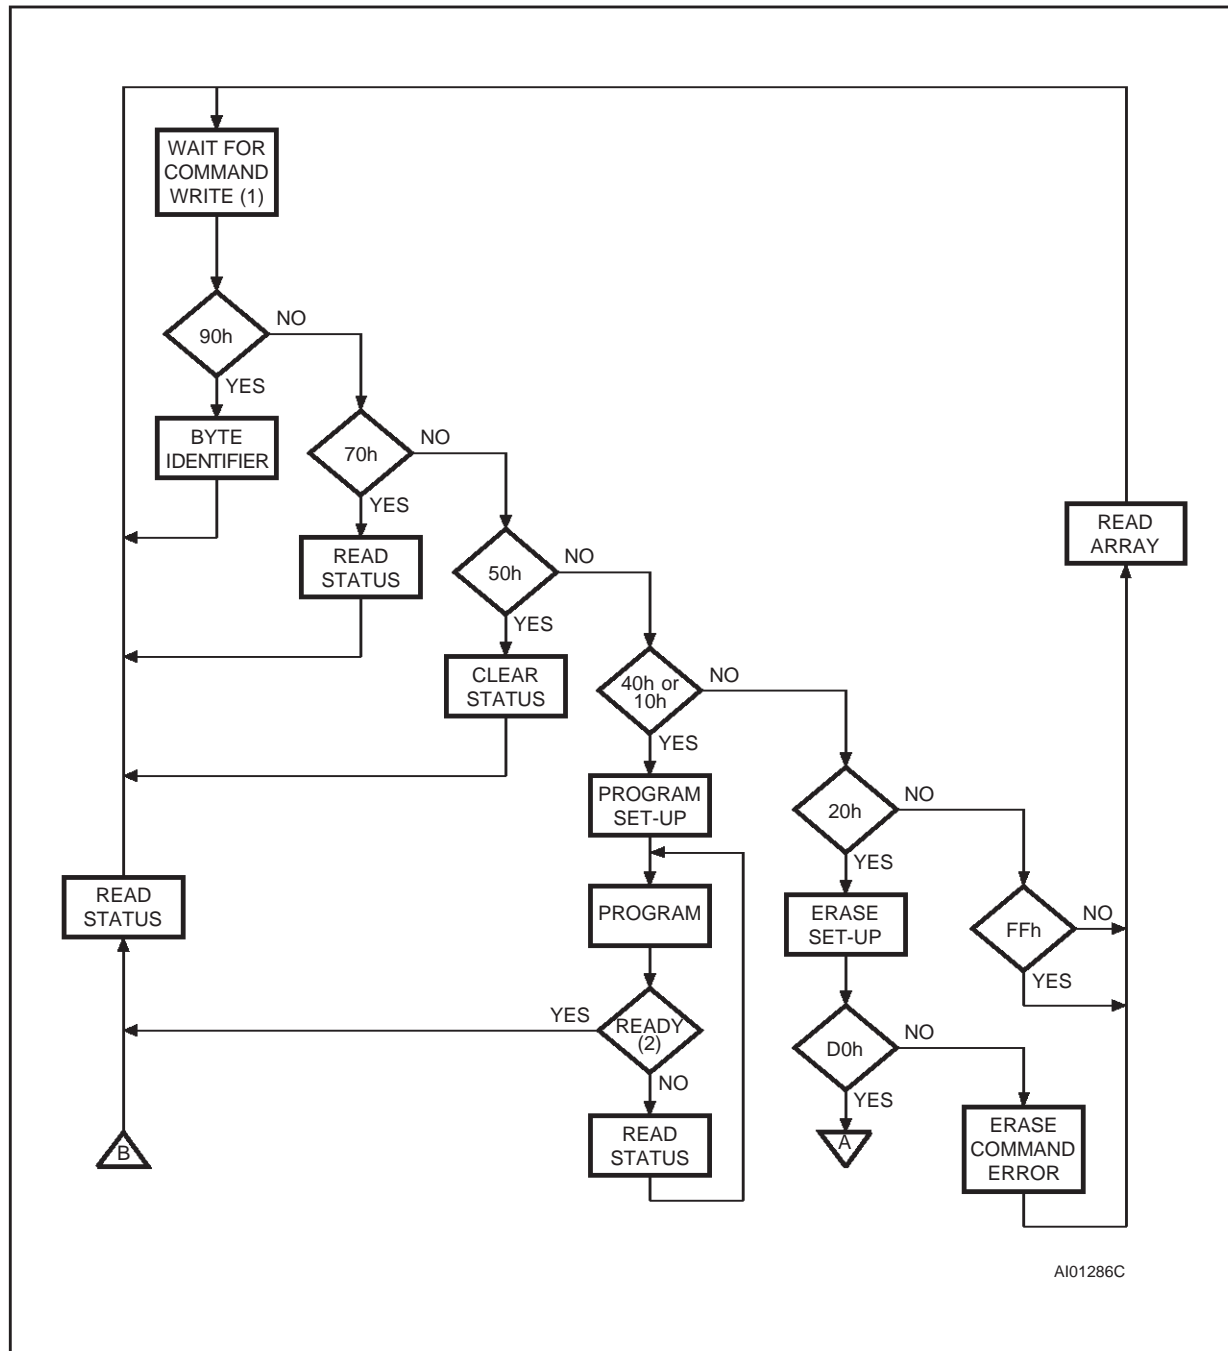 WAIT FOR
COMMAND
WRITE (1)
90h
NO
YES
BYTE
IDENTIFIER
70h
NO
YES
READ
STATUS
50h
NO
YES
CLEAR
STATUS
READ
ARRAY
40h or
10h
NO
YES
PROGRAM
SET-UP
20h
NO
YES
READ
STATUS
PROGRAM
ERASE
SET-UP
FFh
NO
YES
YES
READY
(2)
NO
D0h
NO
YES
READ
STATUS
A
B
ERASE
COMMAND
ERROR
AI01286C